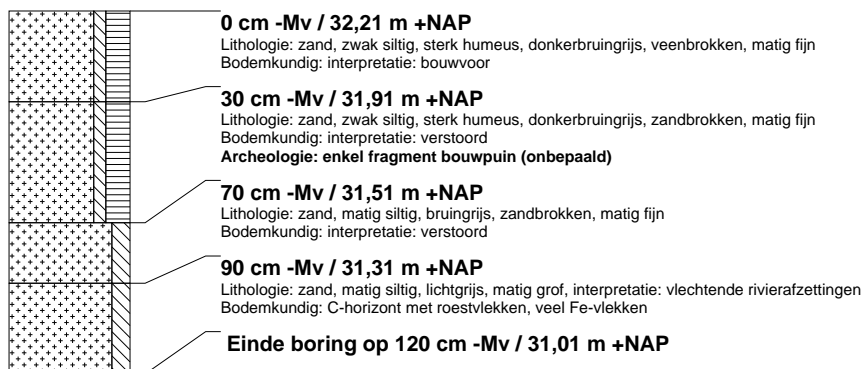 0 cm -Mv / 32,21 m +NAP
Lithologie: zand, zwak siltig, sterk humeus, donkerbruingrijs, veenbrokken, matig fijn
Bodemkundig: interpretatie: bouwvoor
30 cm -Mv / 31,91 m +NAP
Lithologie: zand, zwak siltig, sterk humeus, donkerbruingrijs, zandbrokken, matig fijn
Bodemkundig: interpretatie: verstoord
Archeologie: enkel fragment bouwpuin (onbepaald)
70 cm -Mv / 31,51 m +NAP
Lithologie: zand, matig siltig, bruingrijs, zandbrokken, matig fijn
Bodemkundig: interpretatie: verstoord
90 cm -Mv / 31,31 m +NAP
Lithologie: zand, matig siltig, lichtgrijs, matig grof, interpretatie: vlechtende rivierafzettingen
Bodemkundig: C-horizont met roestvlekken, veel Fe-vlekken
Einde boring op 120 cm -Mv / 31,01 m +NAP